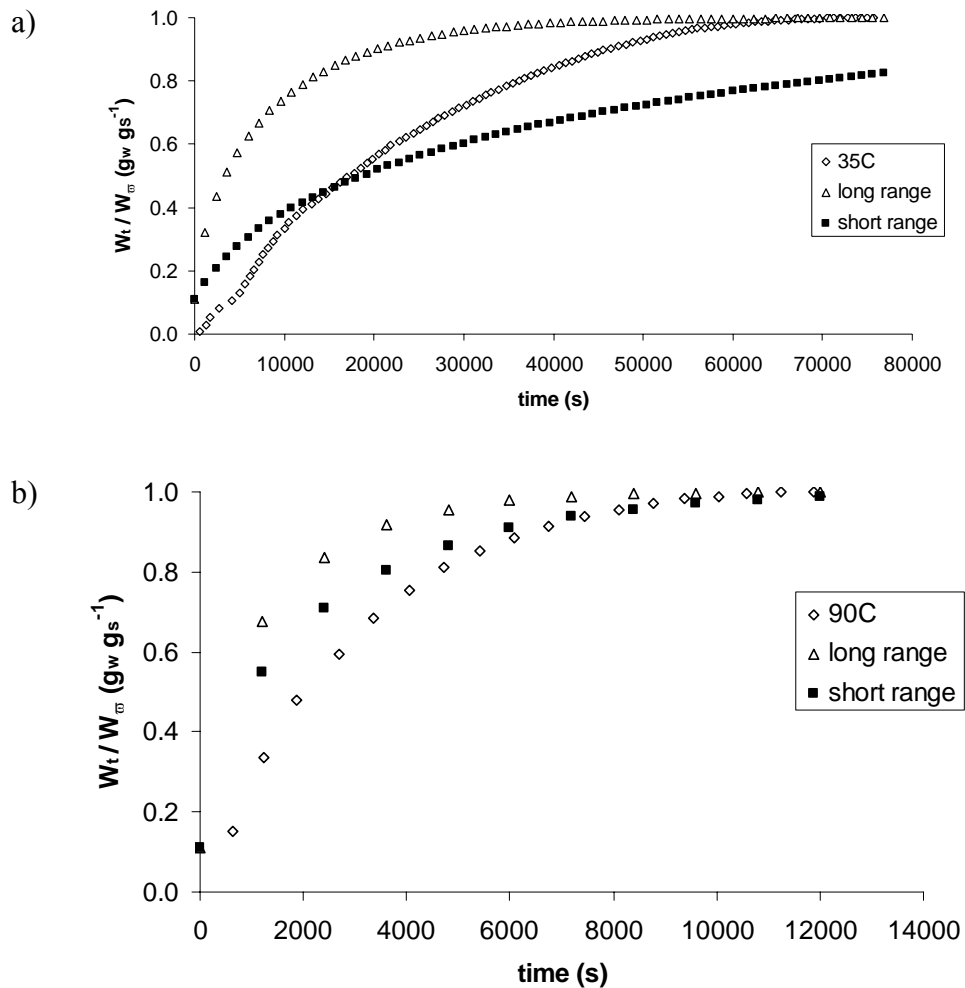 a)
1.0
0.8
0.6
0.4
0.2
0.0
Wt / Wϖ (gw gs-1)
0 10000 20000 30000 40000 50000 60000 70000 80000
time (s)
35C
long range
short range
b)
1.0
0.8
0.6
0.4
0.2
0.0
Wt / Wϖ (gw gs-1)
0 2000 4000 6000 8000 10000 12000 14000
time (s)
90C
long range
short range